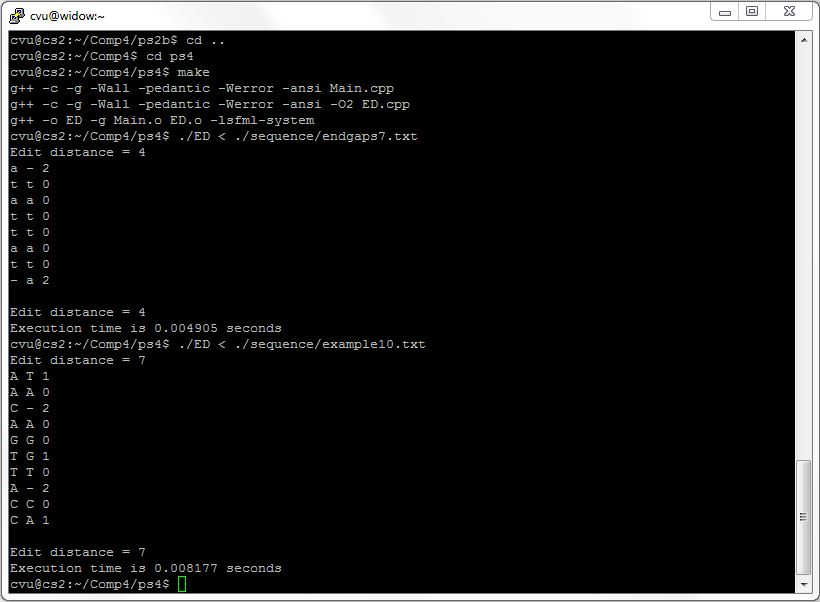 cvu@widow:~
cvu@cs2:~/Comp4/ps2b$ cd ..
cvu@cs2:~/Comp4$ cd ps4
cvu@cs2:~/Comp4/ps4$ make
g++ -c -g -Wall -pedantic -Werror -ansi Main.cpp
g++ -c -g -Wall -pedantic -Werror -ansi -O2 ED.cpp
g++ -o ED -g Main.o ED.o -lsfml-system
cvu@cs2:~/Comp4/ps4$ ./ED < ./sequence/endgaps7.txt
Edit distance = 4
a - 2
t t 0
a a 0
t t 0
t t 0
a a 0
t t 0
- a 2
Edit distance = 4
Execution time is 0.004905 seconds
cvu@cs2:~/Comp4/ps4$ ./ED < ./sequence/example10.txt
Edit distance = 7
A T 1
A A 0
C - 2
A A 0
G G 0
T G 1
T T 0
A - 2
C C 0
C A 1
Edit distance = 7
Execution time is 0.008177 seconds
cvu@cs2:~/Comp4/ps4$